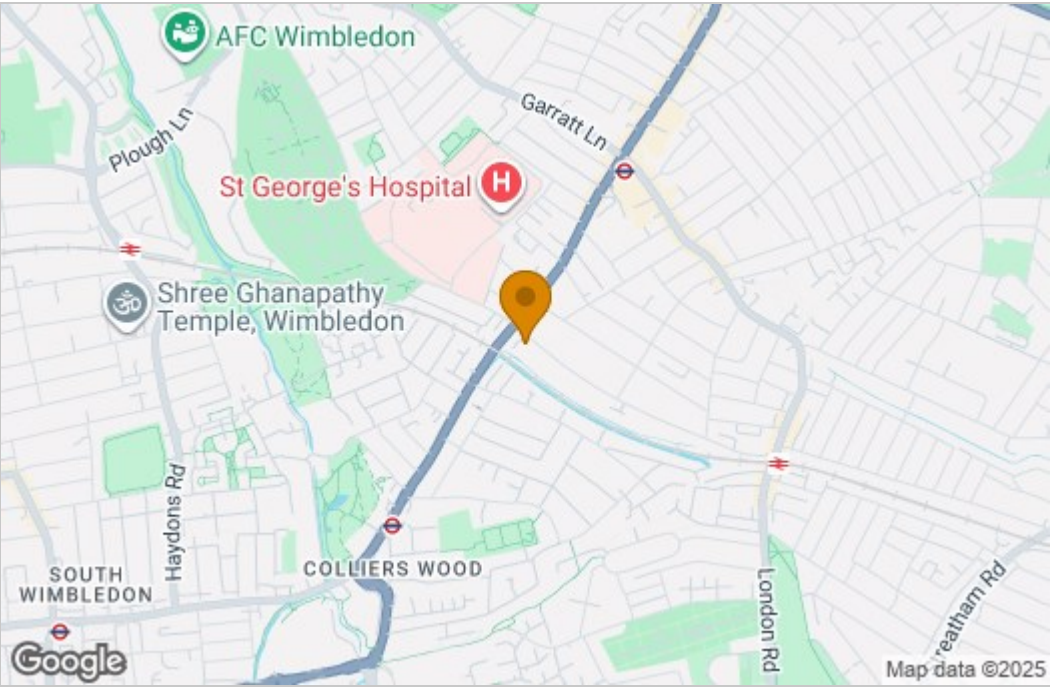 AFC Wimbledon
Garratt Ln
Plough Ln
St George's Hospital
H
Shree Ghanapathy
Temple, Wimbledon
Haydons Rd
COLLIERS WOOD
SOUTH
WIMBLEDON
London Rd
reatham Rd
Google
Map data ©2025